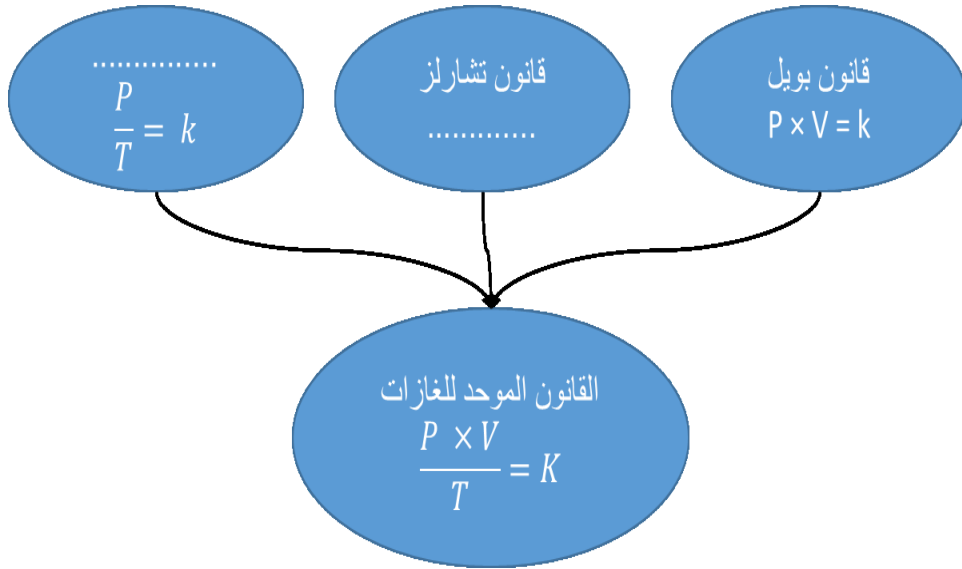 قانون بويل
P × V = k
قانون تشارلز
.............
...............
P/T = k
القانون الموحد للغازات
P × V / T = K